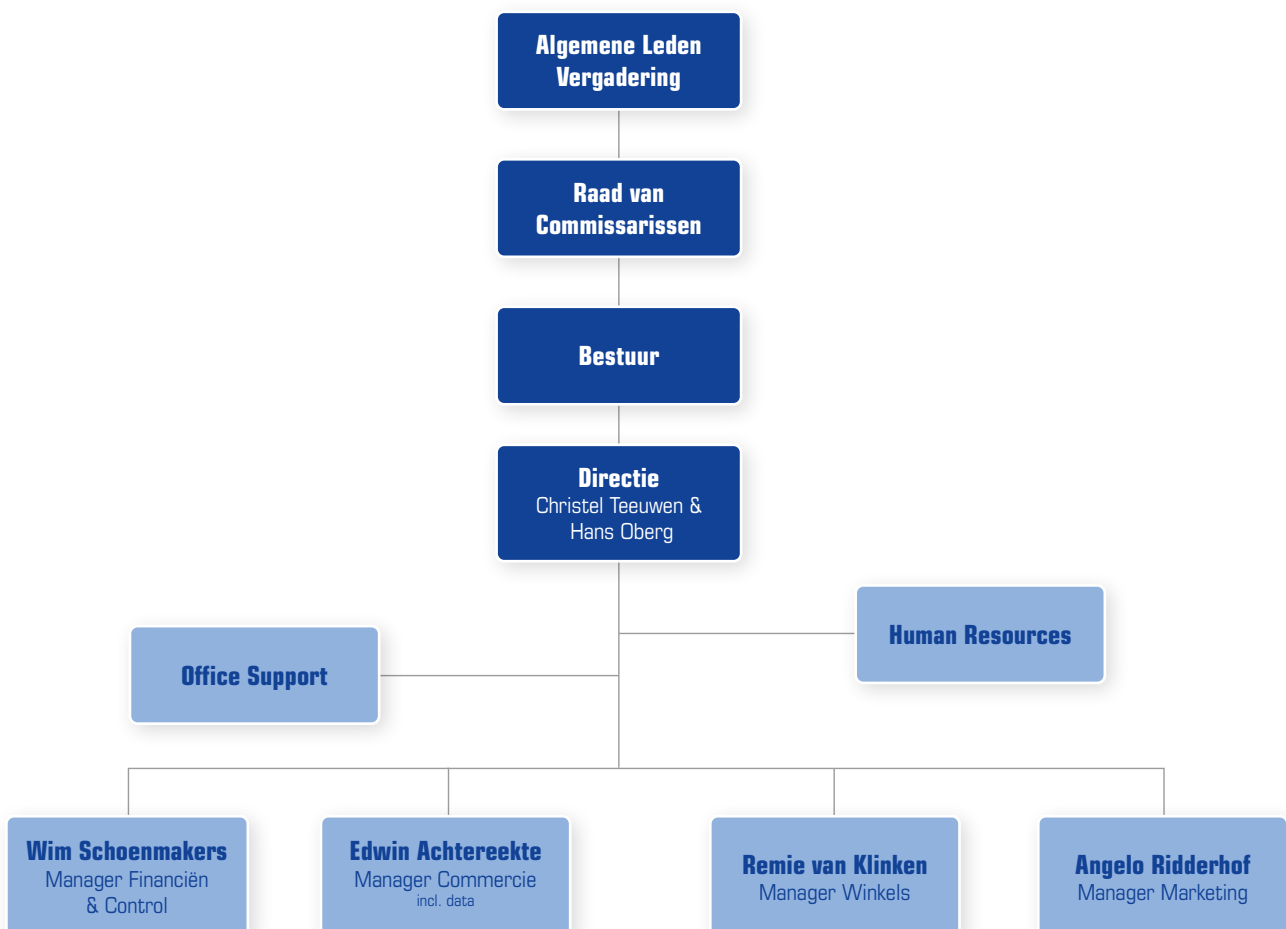 Algemene Leden
Vergadering
Raad van
Commissarissen
Bestuur
Directie
Christel Teeuwen &
Hans Oberg
Human Resources
Office Support
Wim Schoenmakers
Manager Financiën
& Control
Edwin Achtereekte
Manager Commercie
incl. data
Remie van Klinken
Manager Winkels
Angelo Ridderhof
Manager Marketing